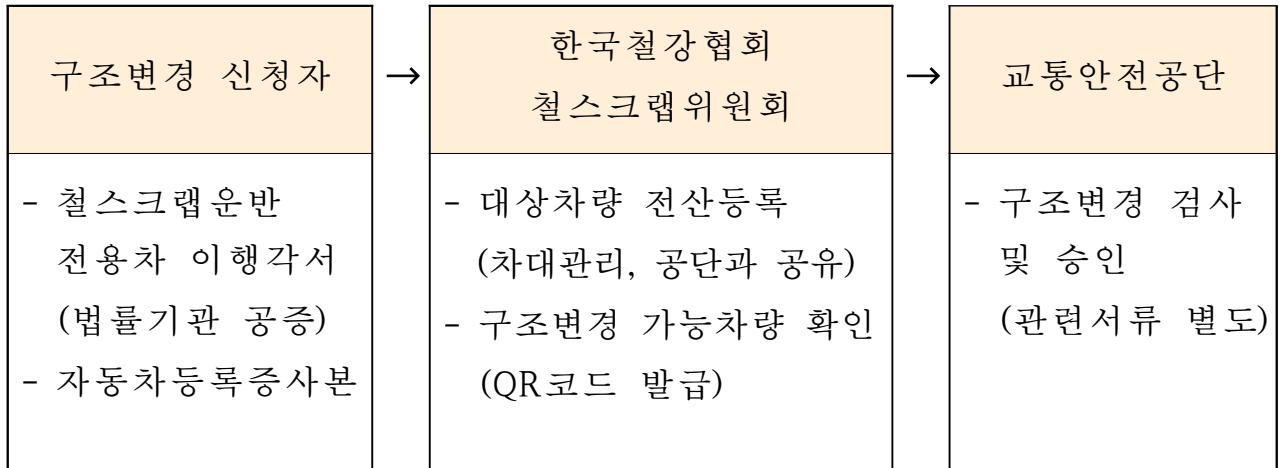 구조변경 신청자
→
한국철강협회
철스크랩위원회
→
교통안전공단
- 철스크랩운반
전용차 이행각서
(법률기관 공증)
- 자동차등록증사본
- 대상차량 전산등록
(차대관리, 공단과 공유)
- 구조변경 가능차량 확인
(QR코드 발급)
- 구조변경 검사
및 승인
(관련서류 별도)